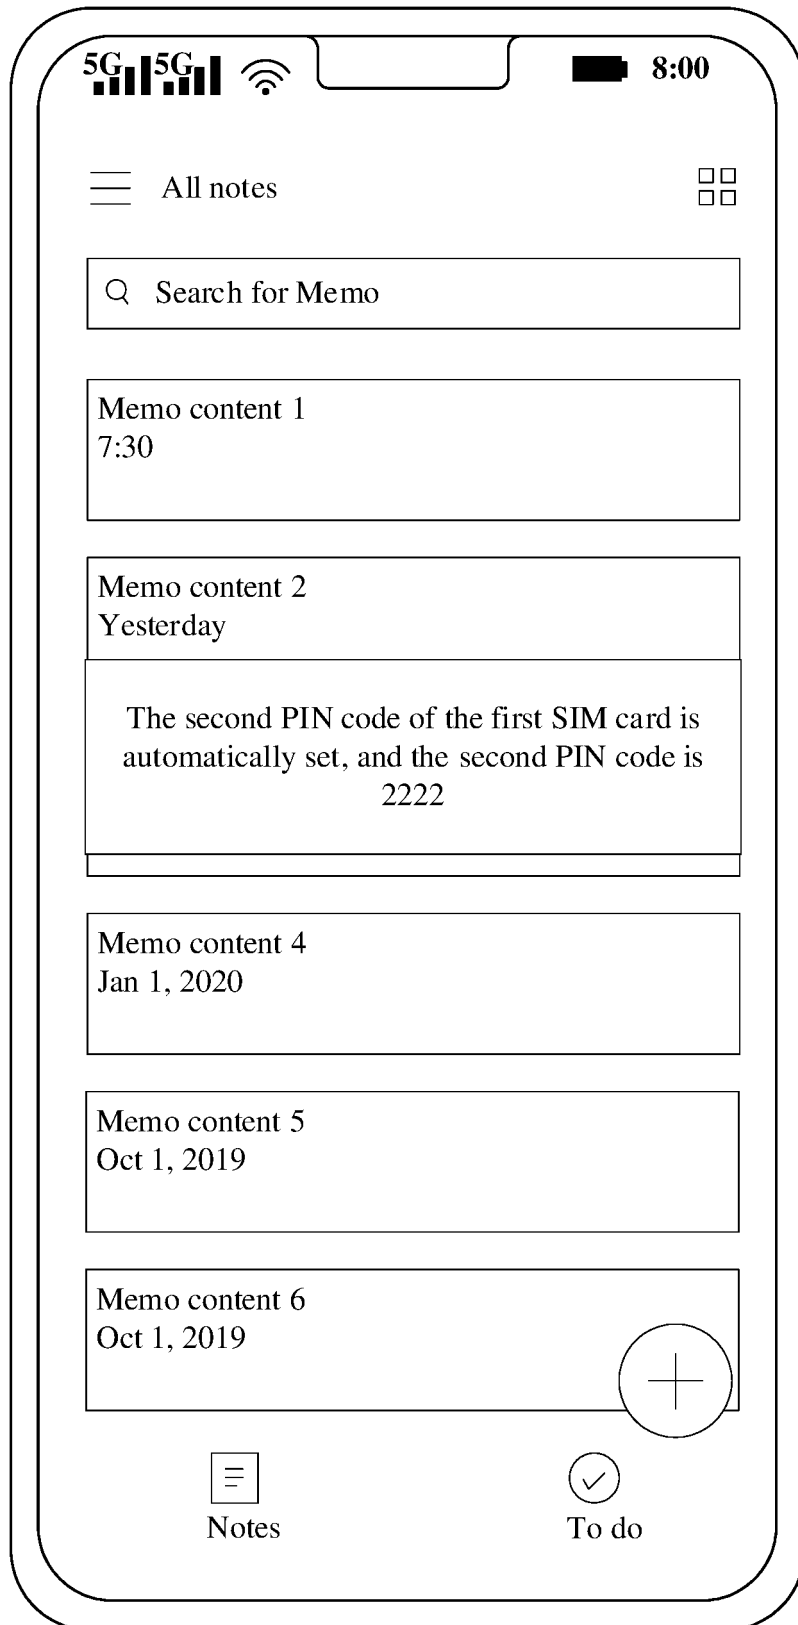 5G 5G 8:00
All notes
Search for Memo
Memo content 1
7:30
Memo content 2
Yesterday
The second PIN code of the first SIM card is
automatically set, and the second PIN code is
2222
Memo content 4
Jan 1, 2020
Memo content 5
Oct 1, 2019
Memo content 6
Oct 1, 2019
Notes To do